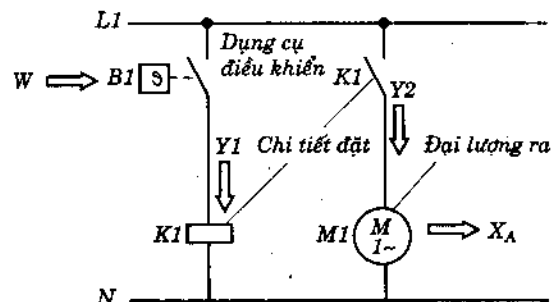 L1
Dụng cụ
điều khiển
W
B1
ϑ
K1
Y2
Y1
Chi tiết đặt
Đại lượng ra
K1
M1
M
1~
X_A
N